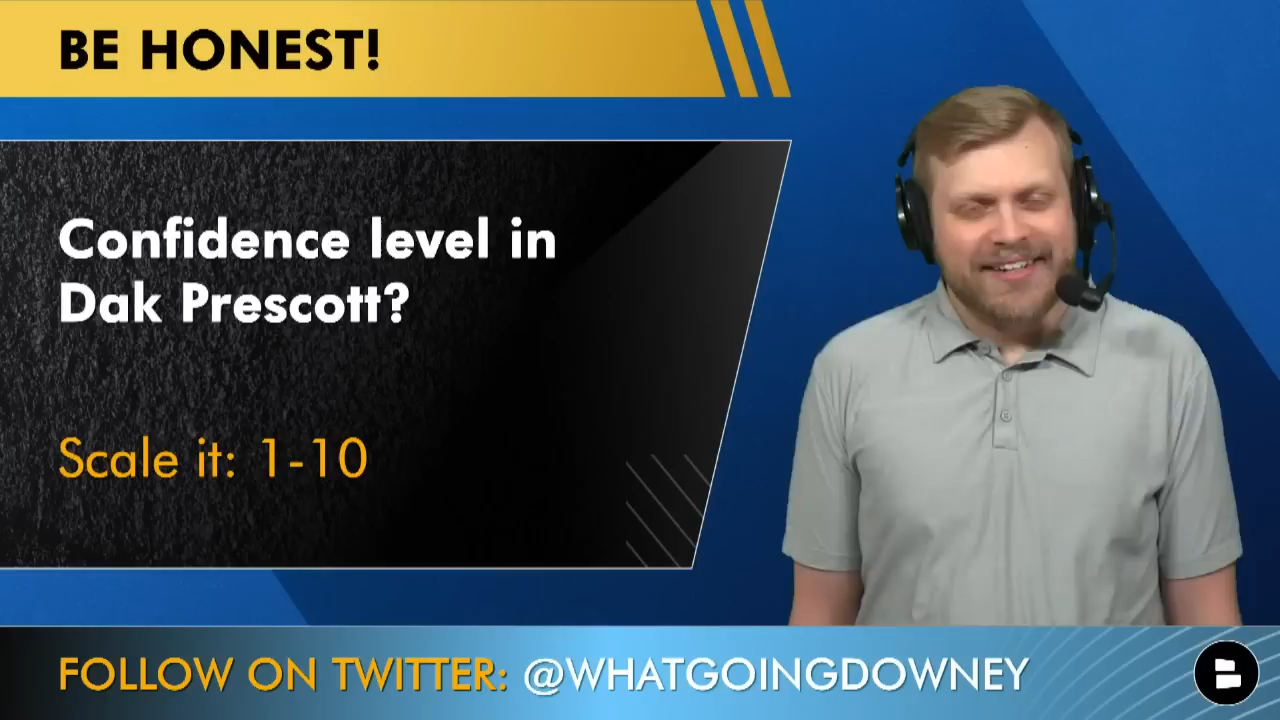 BE HONEST!
Confidence level in
Dak Prescott?
Scale it: 1-10
FOLLOW ON TWITTER: @WHATGOINGDOWNEY